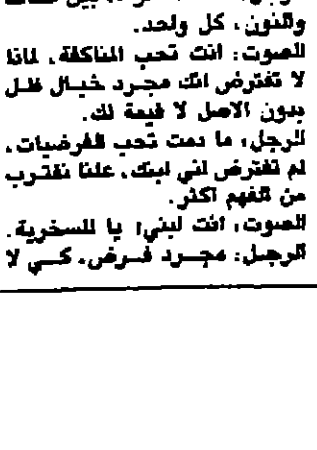 والنون، كل واحد.
الصوت: انت تحب المناكفة، لماذا
لا تفترض انك مجرد خيال ظل
بدون الاصل لا قيمة لك.
الرجل: ما دمت تحب الفرضيات،
لم تفترض اني ابنك، علنا نقترب
من الفهم اكثر.
الصوت: انت ابني؟ يا للسخرية.
الرجل: مجرد فرض، كي لا